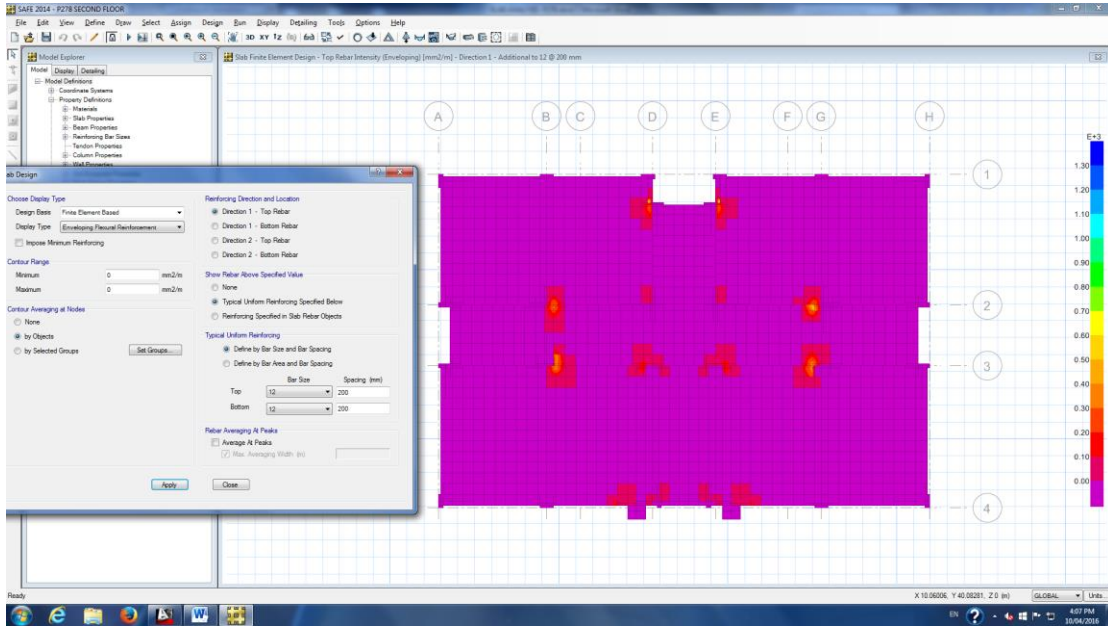 SAFE 2014 - P278 SECOND FLOOR
File Edit View Define Draw Select Assign Design Run Display Detailing Tools Options Help
3D XY
Model Explorer
Model Display Detailing
Model Definitions
Coordinate Systems
Property Definitions
Materials
Slab Properties
Beam Properties
Reinforcing Bar Sizes
Tendon Properties
Column Properties
Wall Properties
Slab Finite Element Design - Top Rebar Intensity (Enveloping) [mm2/m] - Direction 1 - Additional to 12 @ 200 mm
ab Design
Choose Display Type
Design Basis Finite Element Based
Display Type Enveloping Flexural Reinforcement
Impose Minimum Reinforcing
Contour Range
Minimum 0 mm2/m
Maximum 0 mm2/m
Contour Averaging at Nodes
None
by Objects
by Selected Groups Set Groups...
Reinforcing Direction and Location
Direction 1 - Top Rebar
Direction 1 - Bottom Rebar
Direction 2 - Top Rebar
Direction 2 - Bottom Rebar
Show Rebar Above Specified Value
None
Typical Uniform Reinforcing Specified Below
Reinforcing Specified in Slab Rebar Objects
Typical Uniform Reinforcing
Define by Bar Size and Bar Spacing
Define by Bar Area and Bar Spacing
Bar Size Spacing (mm)
Top 12 200
Bottom 12 200
Rebar Averaging At Peaks
Average At Peaks
Max. Averaging Width (m)
Apply Close
A B C D E F G H
1
2
3
4
E+3
1.30
1.20
1.10
1.00
0.90
0.80
0.70
0.60
0.50
0.40
0.30
0.20
0.10
0.00
Ready
X 10.06006, Y 40.08281, Z 0 (m) GLOBAL Units
EN 4:07 PM
10/04/2016